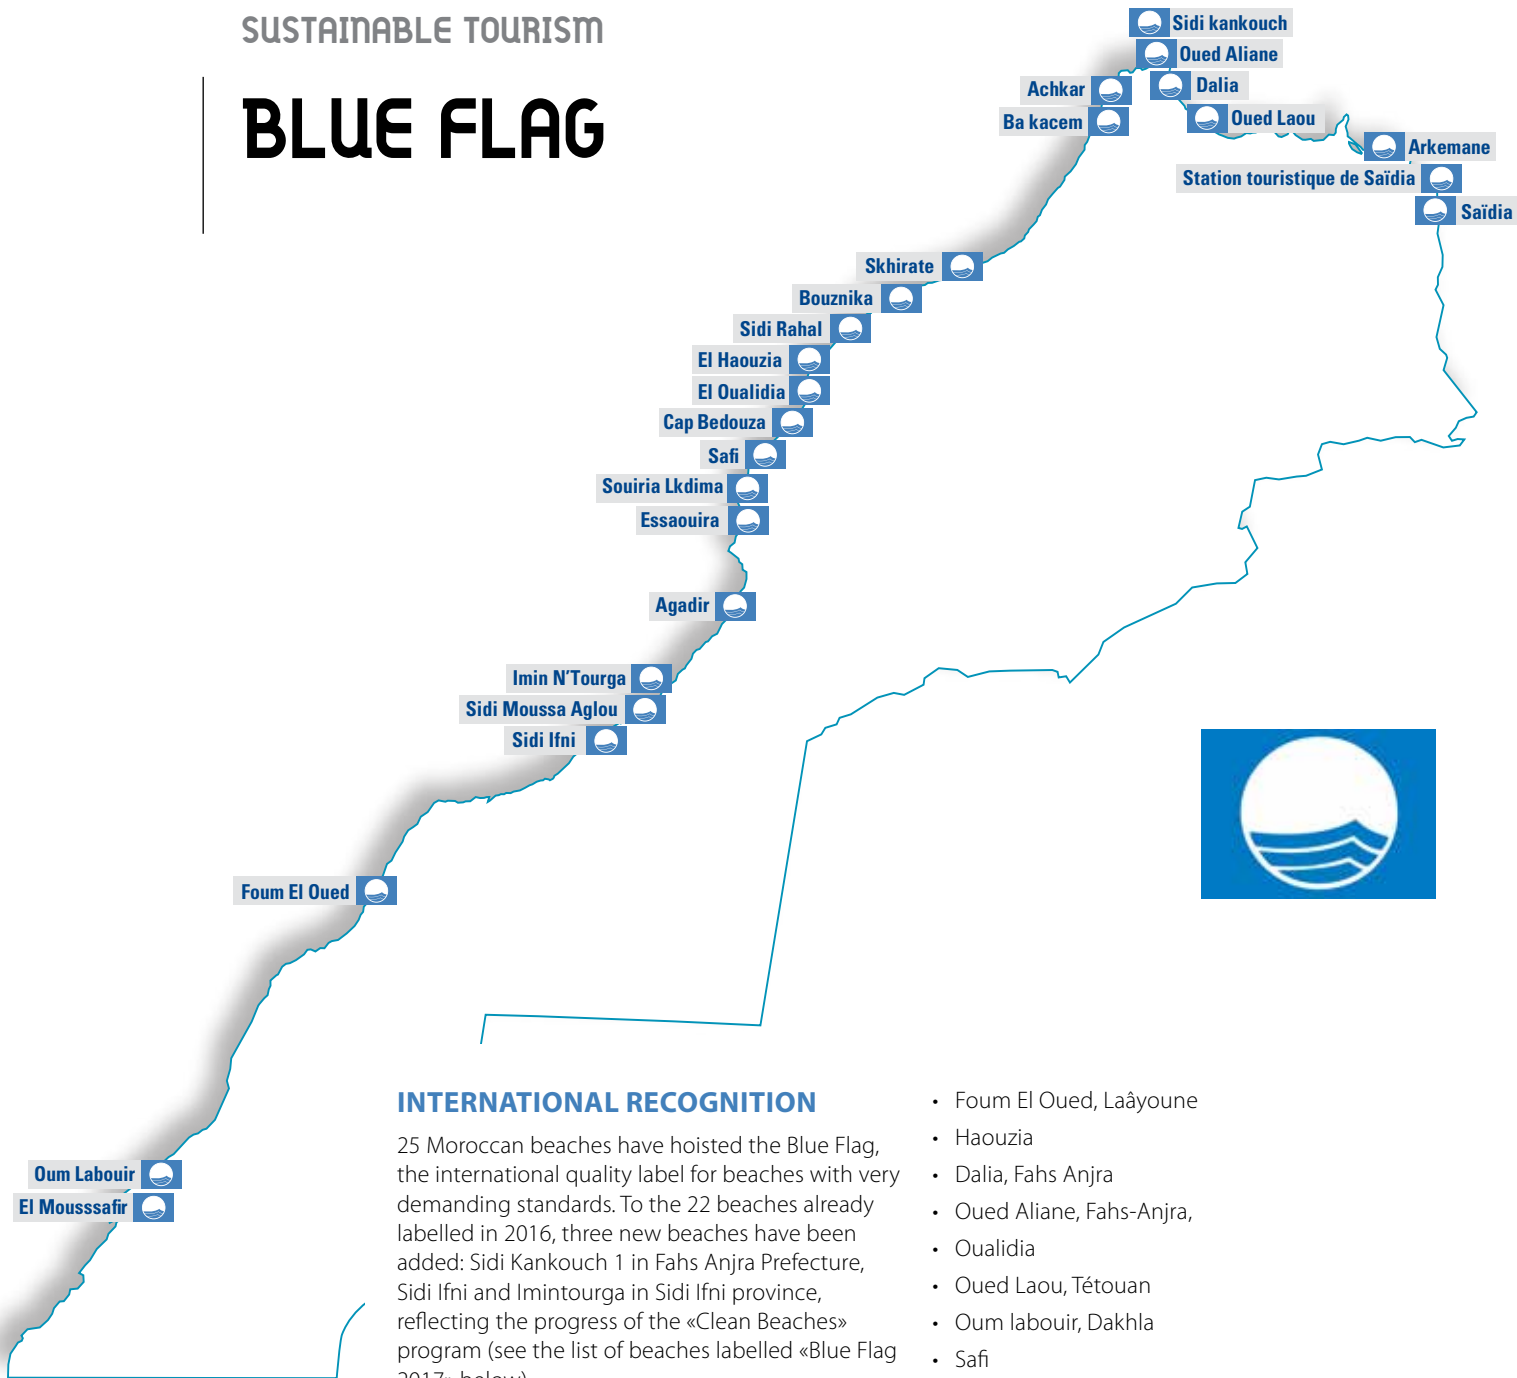 SUSTAINABLE TOURISM
BLUE FLAG
Sidi kankouch
Oued Aliane
Dalia
Achkar
Ba kacem
Oued Laou
Arkemane
Station touristique de Saïdia
Saïdia
Skhirate
Bouznika
Sidi Rahal
El Haouzia
El Oualidia
Cap Bedouza
Safi
Souiria Lkdima
Essaouira
Agadir
Imin N'Tourga
Sidi Moussa Aglou
Sidi Ifni
Foum El Oued
Oum Labouir
El Mousssafir
INTERNATIONAL RECOGNITION
25 Moroccan beaches have hoisted the Blue Flag,
the international quality label for beaches with very
demanding standards. To the 22 beaches already
labelled in 2016, three new beaches have been
added: Sidi Kankouch 1 in Fahs Anjra Prefecture,
Sidi Ifni and Imintourga in Sidi Ifni province,
reflecting the progress of the «Clean Beaches»
program (see the list of beaches labelled «Blue Flag
2017» below)
• Foum El Oued, Laâyoune
• Haouzia
• Dalia, Fahs Anjra
• Oued Aliane, Fahs-Anjra,
• Oualidia
• Oued Laou, Tétouan
• Oum labouir, Dakhla
• Safi